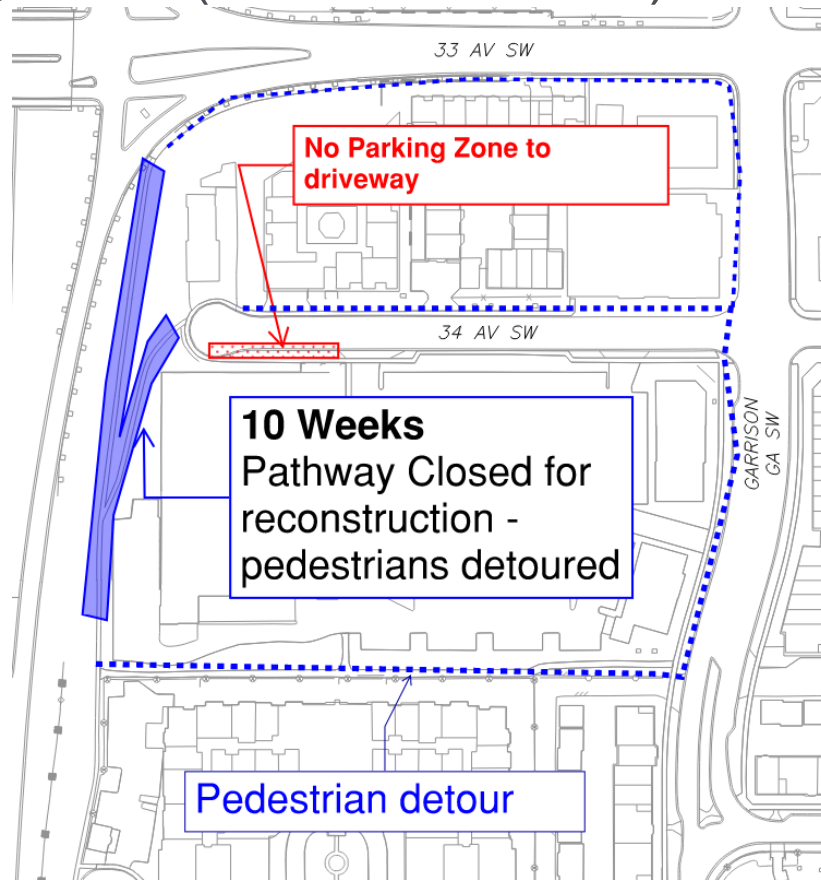 33 AV SW
No Parking Zone to
driveway
34 AV SW
10 Weeks
Pathway Closed for
reconstruction -
pedestrians detoured
GARRISON
GA SW
Pedestrian detour